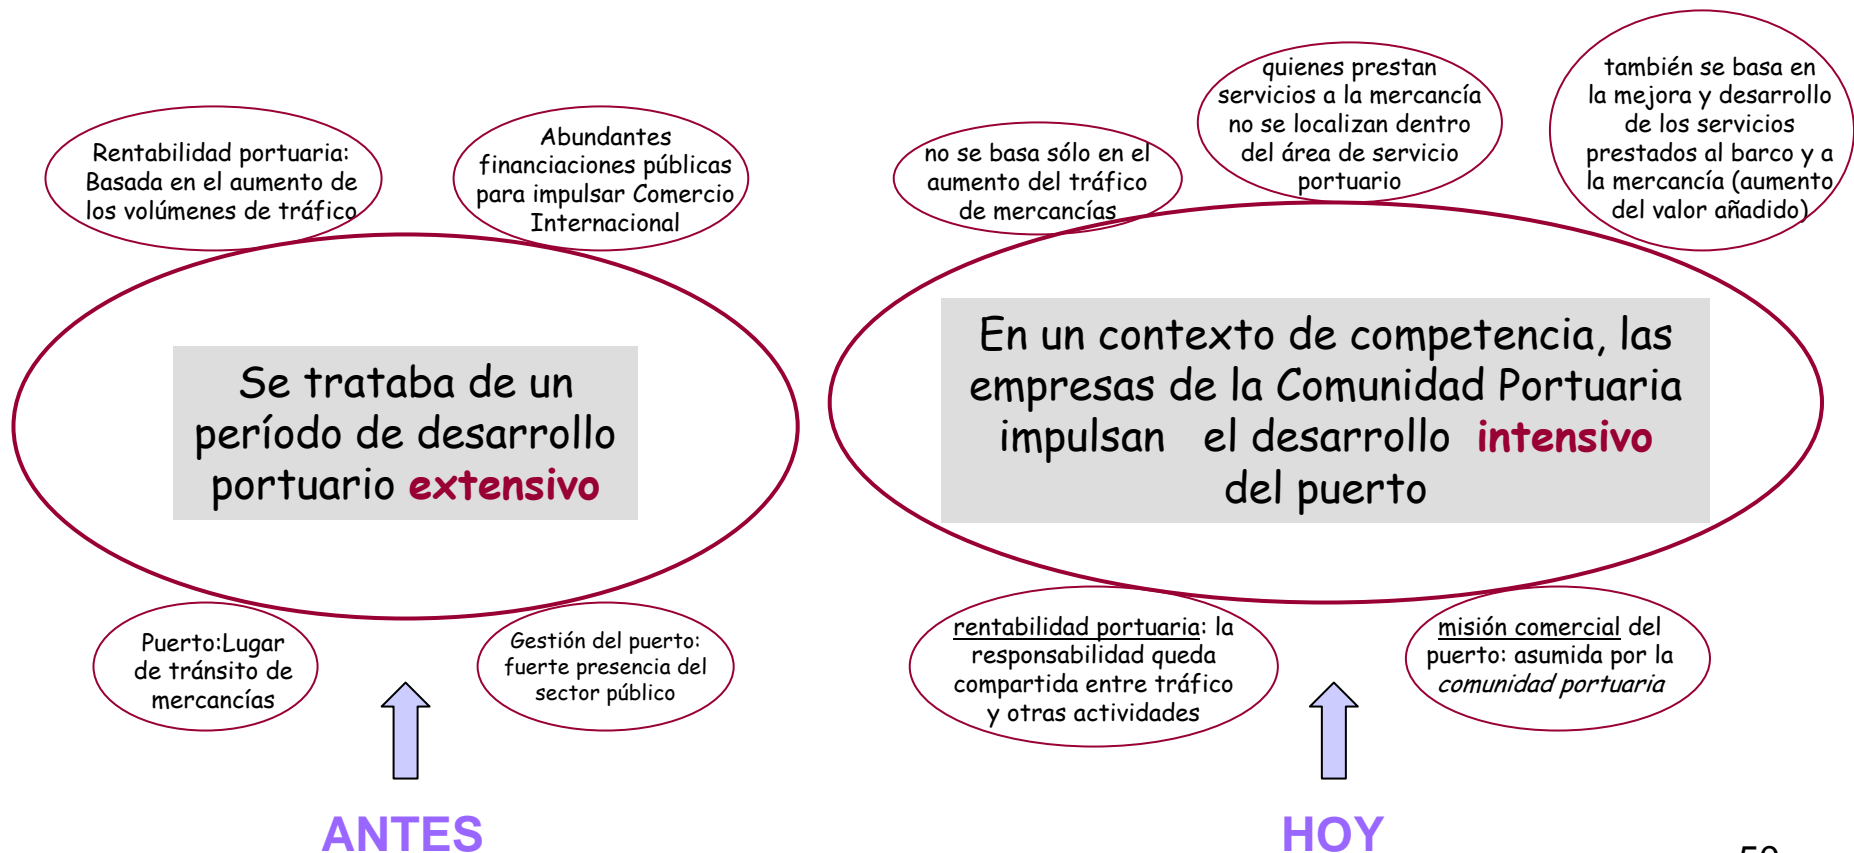 Rentabilidad portuaria:
Basada en el aumento de
los volúmenes de tráfico
Abundantes
financiaciones públicas
para impulsar Comercio
Internacional
Se trataba de un
período de desarrollo
portuario extensivo
Puerto:Lugar
de tránsito de
mercancías
Gestión del puerto:
fuerte presencia del
sector público
ANTES
no se basa sólo en el
aumento del tráfico
de mercancías
quienes prestan
servicios a la mercancía
no se localizan dentro
del área de servicio
portuario
también se basa en
la mejora y desarrollo
de los servicios
prestados al barco y a
la mercancía (aumento
del valor añadido)
En un contexto de competencia, las
empresas de la Comunidad Portuaria
impulsan el desarrollo intensivo
del puerto
rentabilidad portuaria: la
responsabilidad queda
compartida entre tráfico
y otras actividades
misión comercial del
puerto: asumida por la
comunidad portuaria
HOY